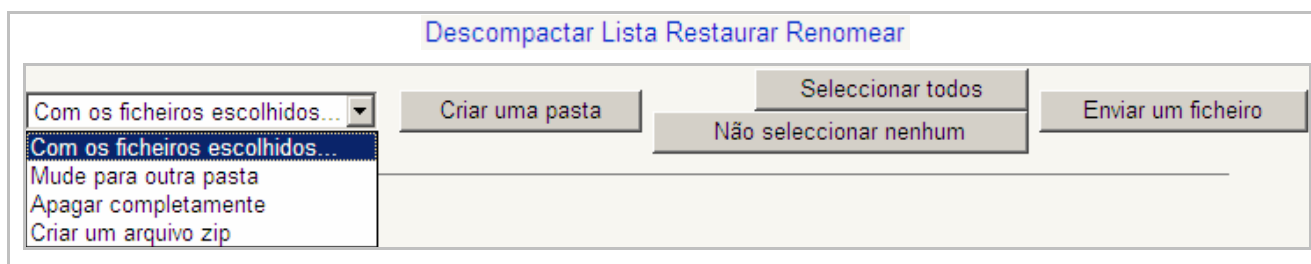 Descompactar Lista Restaurar Renomear
Com os ficheiros escolhidos...
Criar uma pasta
Seleccionar todos
Não seleccionar nenhum
Enviar um ficheiro
Com os ficheiros escolhidos...
Mude para outra pasta
Apagar completamente
Criar um arquivo zip